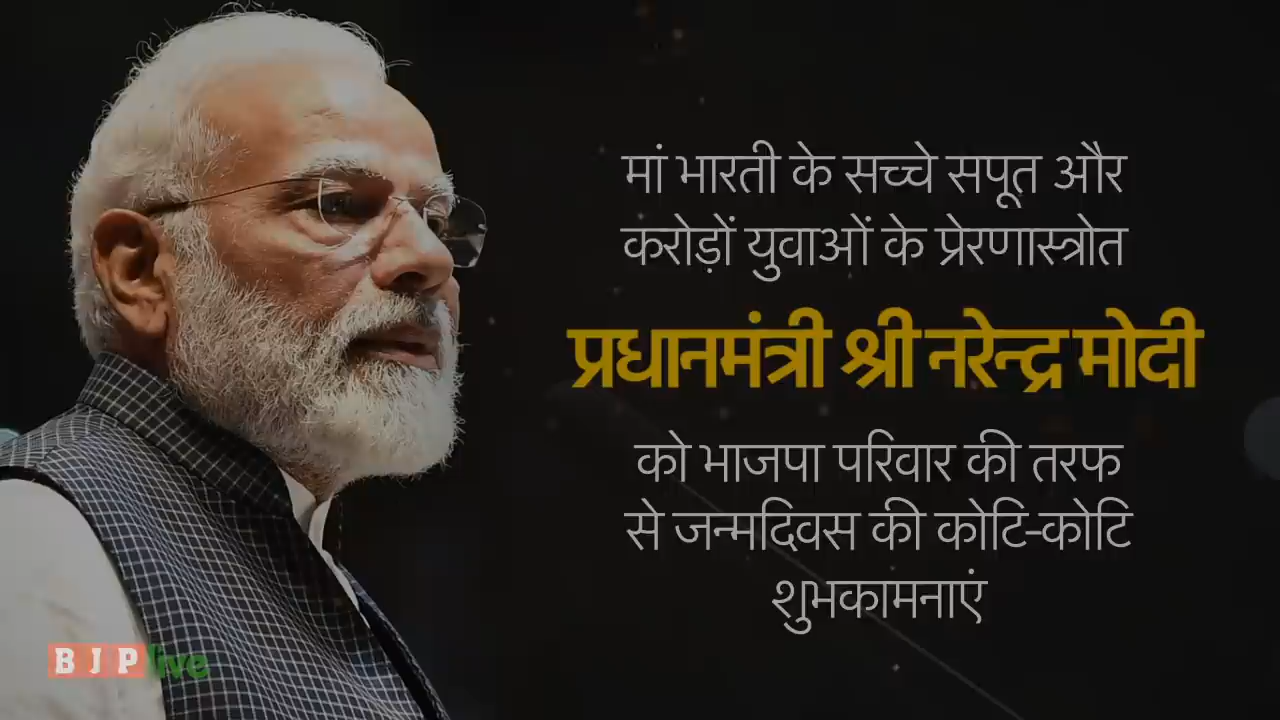 मां भारती के सच्चे सपूत और
करोड़ों युवाओं के प्रेरणास्त्रोत
प्रधानमंत्री श्री नरेन्द्र मोदी
को भाजपा परिवार की तरफ
से जन्मदिवस की कोटि-कोटि
शुभकामनाएं
BJP live